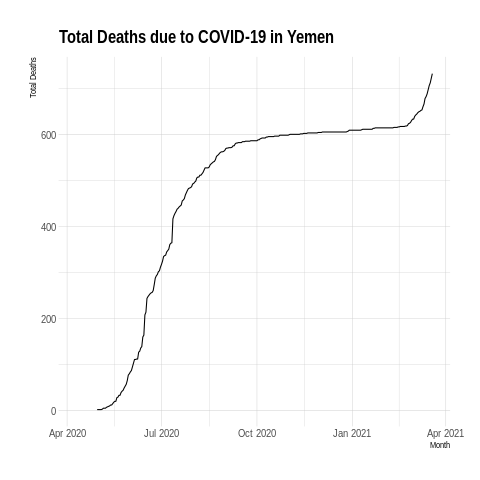 Total Deaths due to COVID-19 in Yemen
Total Deaths
600
400
200
0
Apr 2020
Jul 2020
Oct 2020
Jan 2021
Apr 2021
Month